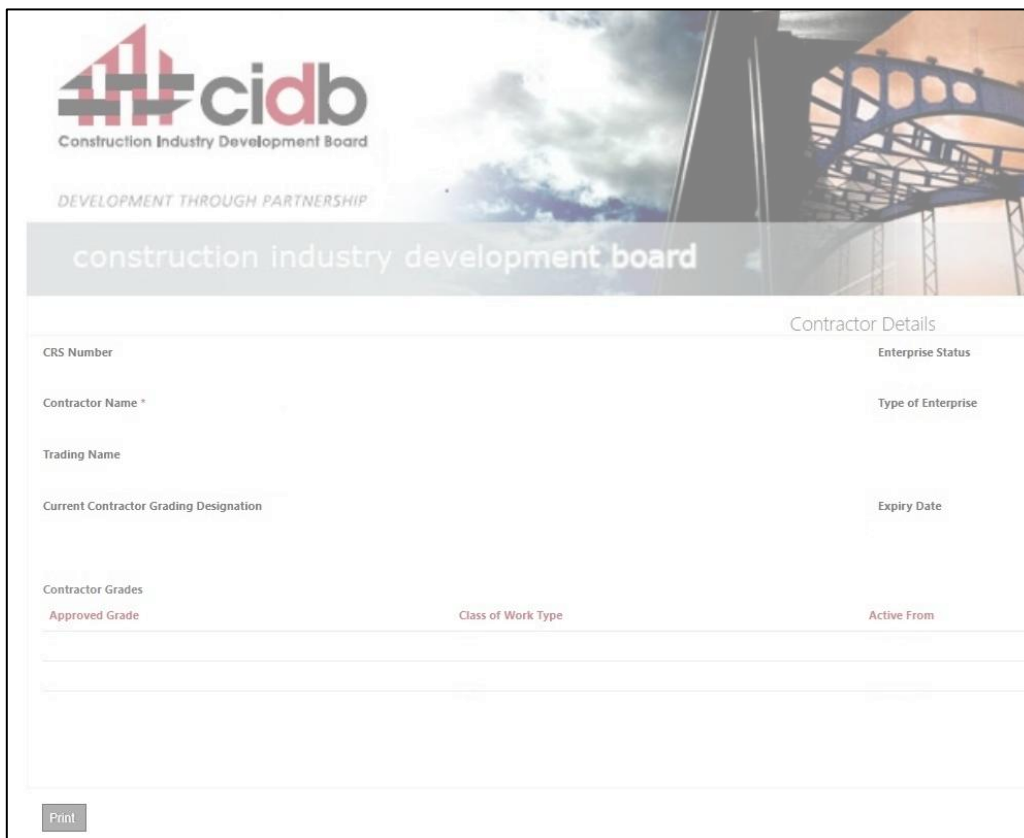 cidb
Construction Industry Development Board
DEVELOPMENT THROUGH PARTNERSHIP
construction industry development board
Contractor Details
CRS Number
Enterprise Status
Contractor Name *
Type of Enterprise
Trading Name
Current Contractor Grading Designation
Expiry Date
Contractor Grades
Approved Grade
Class of Work Type
Active From
Print